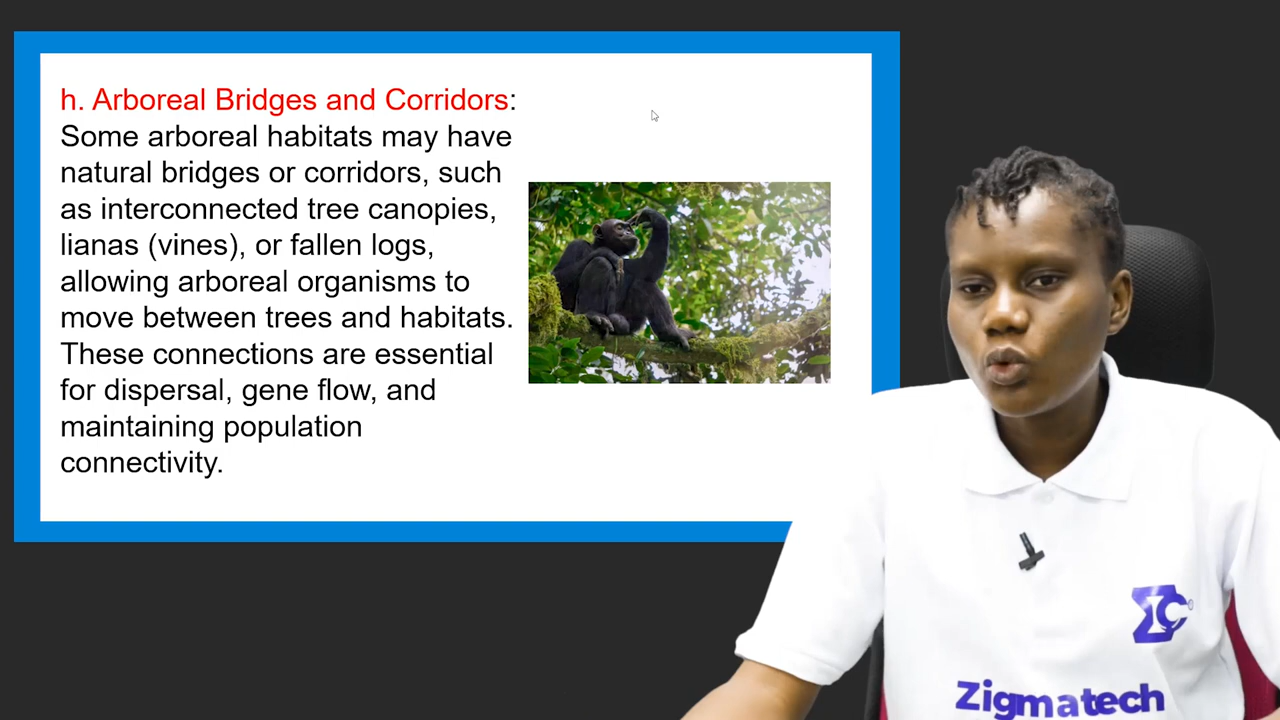 h. Arboreal Bridges and Corridors:
Some arboreal habitats may have
natural bridges or corridors, such
as interconnected tree canopies,
lianas (vines), or fallen logs,
allowing arboreal organisms to
move between trees and habitats.
These connections are essential
for dispersal, gene flow, and
maintaining population
connectivity.
Zigmatech